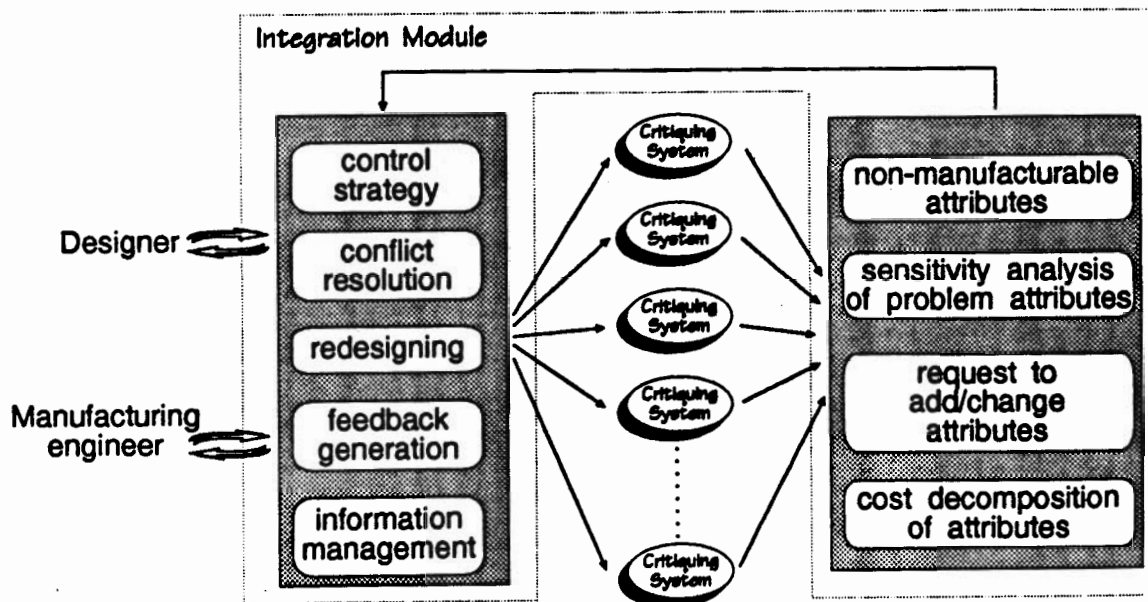 Integration Module
Designer
Manufacturing
engineer
control
strategy
conflict
resolution
redesigning
feedback
generation
information
management
Critiquing
System
Critiquing
System
Critiquing
System
Critiquing
System
Critiquing
System
non-manufacturable
attributes
sensitivity analysis
of problem attributes
request to
add/change
attributes
cost decomposition
of attributes